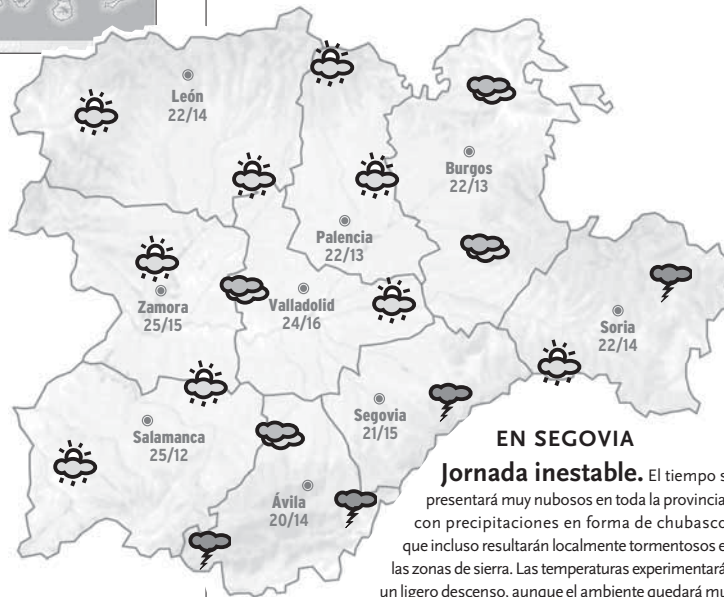 León
22/14
Burgos
22/13
Palencia
22/13
Zamora
25/15
Valladolid
24/16
Soria
22/14
Segovia
21/15
Salamanca
25/12
Ávila
20/14
EN SEGOVIA
Jornada inestable. El tiempo s
presentará muy nubosos en toda la provincia
con precipitaciones en forma de chubasco
que incluso resultarán localmente tormentosos e
las zonas de sierra. Las temperaturas experimentará
un ligero descenso, aunque el ambiente quedará mu